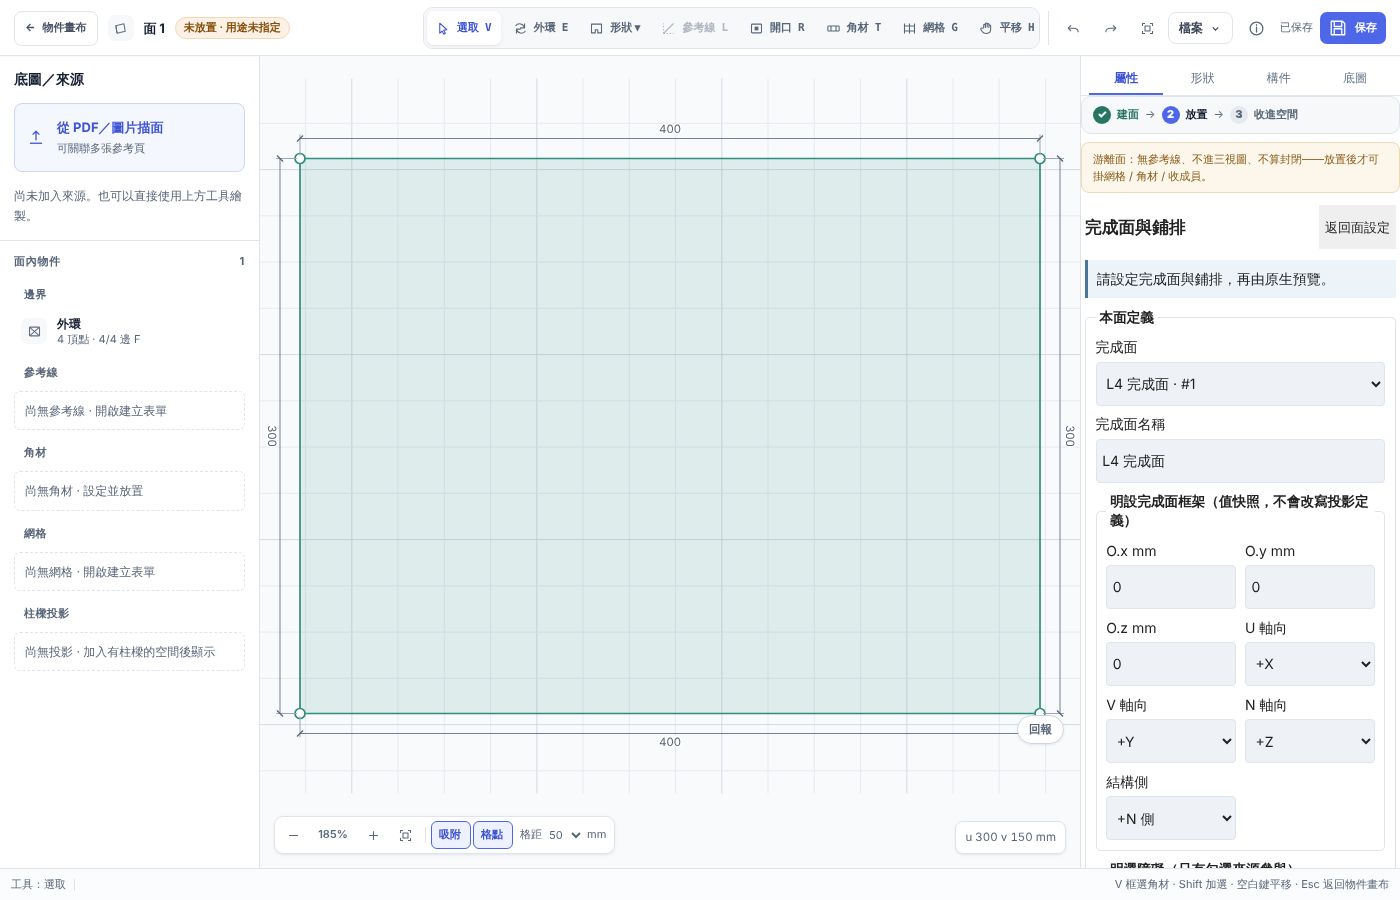 ← 物件畫布
面 1
未放置 · 用途未指定
選取 V
外環 E
形狀 ▾
參考線 L
開口 R
角材 T
網格 G
平移 H
檔案
已保存
保存
底圖／來源
從 PDF／圖片描面
可關聯多張參考頁
尚未加入來源。也可以直接使用上方工具繪
製。
面內物件
1
邊界
外環
4 頂點 · 4/4 邊 F
參考線
尚無參考線 · 開啟建立表單
角材
尚無角材 · 設定並放置
網格
尚無網格 · 開啟建立表單
柱樑投影
尚無投影 · 加入有柱樑的空間後顯示
400
300
300
400
回報
185%
吸附
格點
格距
50
mm
u 300 v 150 mm
屬性
形狀
構件
底圖
建面 → 2 放置 → 3 收進空間
游離面：無參考線、不進三視圖、不算封閉——放置後才可
掛網格 / 角材 / 收成員。
完成面與鋪排
返回面設定
請設定完成面與鋪排，再由原生預覽。
本面定義
完成面
L4 完成面 · #1
完成面名稱
L4 完成面
明設完成面框架（值快照，不會改寫投影定
義）
O.x mm
O.y mm
0
0
O.z mm
U 軸向
0
+X
V 軸向
N 軸向
+Y
+Z
結構側
+N 側
工具：選取
V 框選角材 · Shift 加選 · 空白鍵平移 · Esc 返回物件畫布